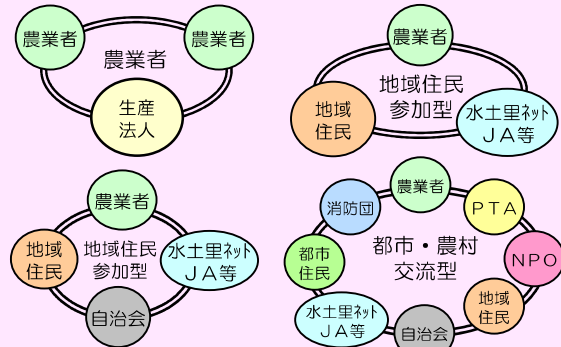 農業者
農業者
農業者
生産
法人
農業者
地域住民
参加型
地域
住民
水土里ネット
JA等
農業者
地域
住民
地域住民
参加型
水土里ネット
JA等
自治会
農業者
消防団
PTA
都市
住民
都市・農村
交流型
NPO
水土里ネット
JA等
地域
住民
自治会